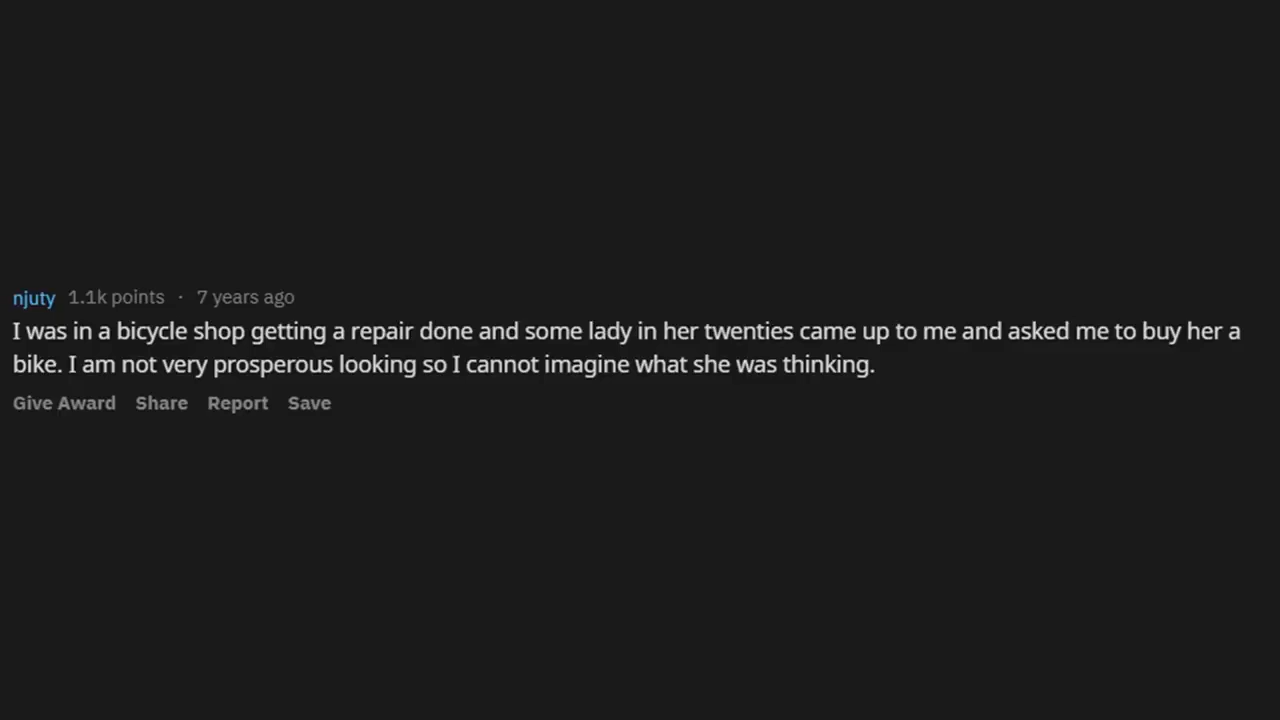 njuty 1.1k points · 7 years ago
I was in a bicycle shop getting a repair done and some lady in her twenties came up to me and asked me to buy her a
bike. I am not very prosperous looking so I cannot imagine what she was thinking.
Give Award Share Report Save